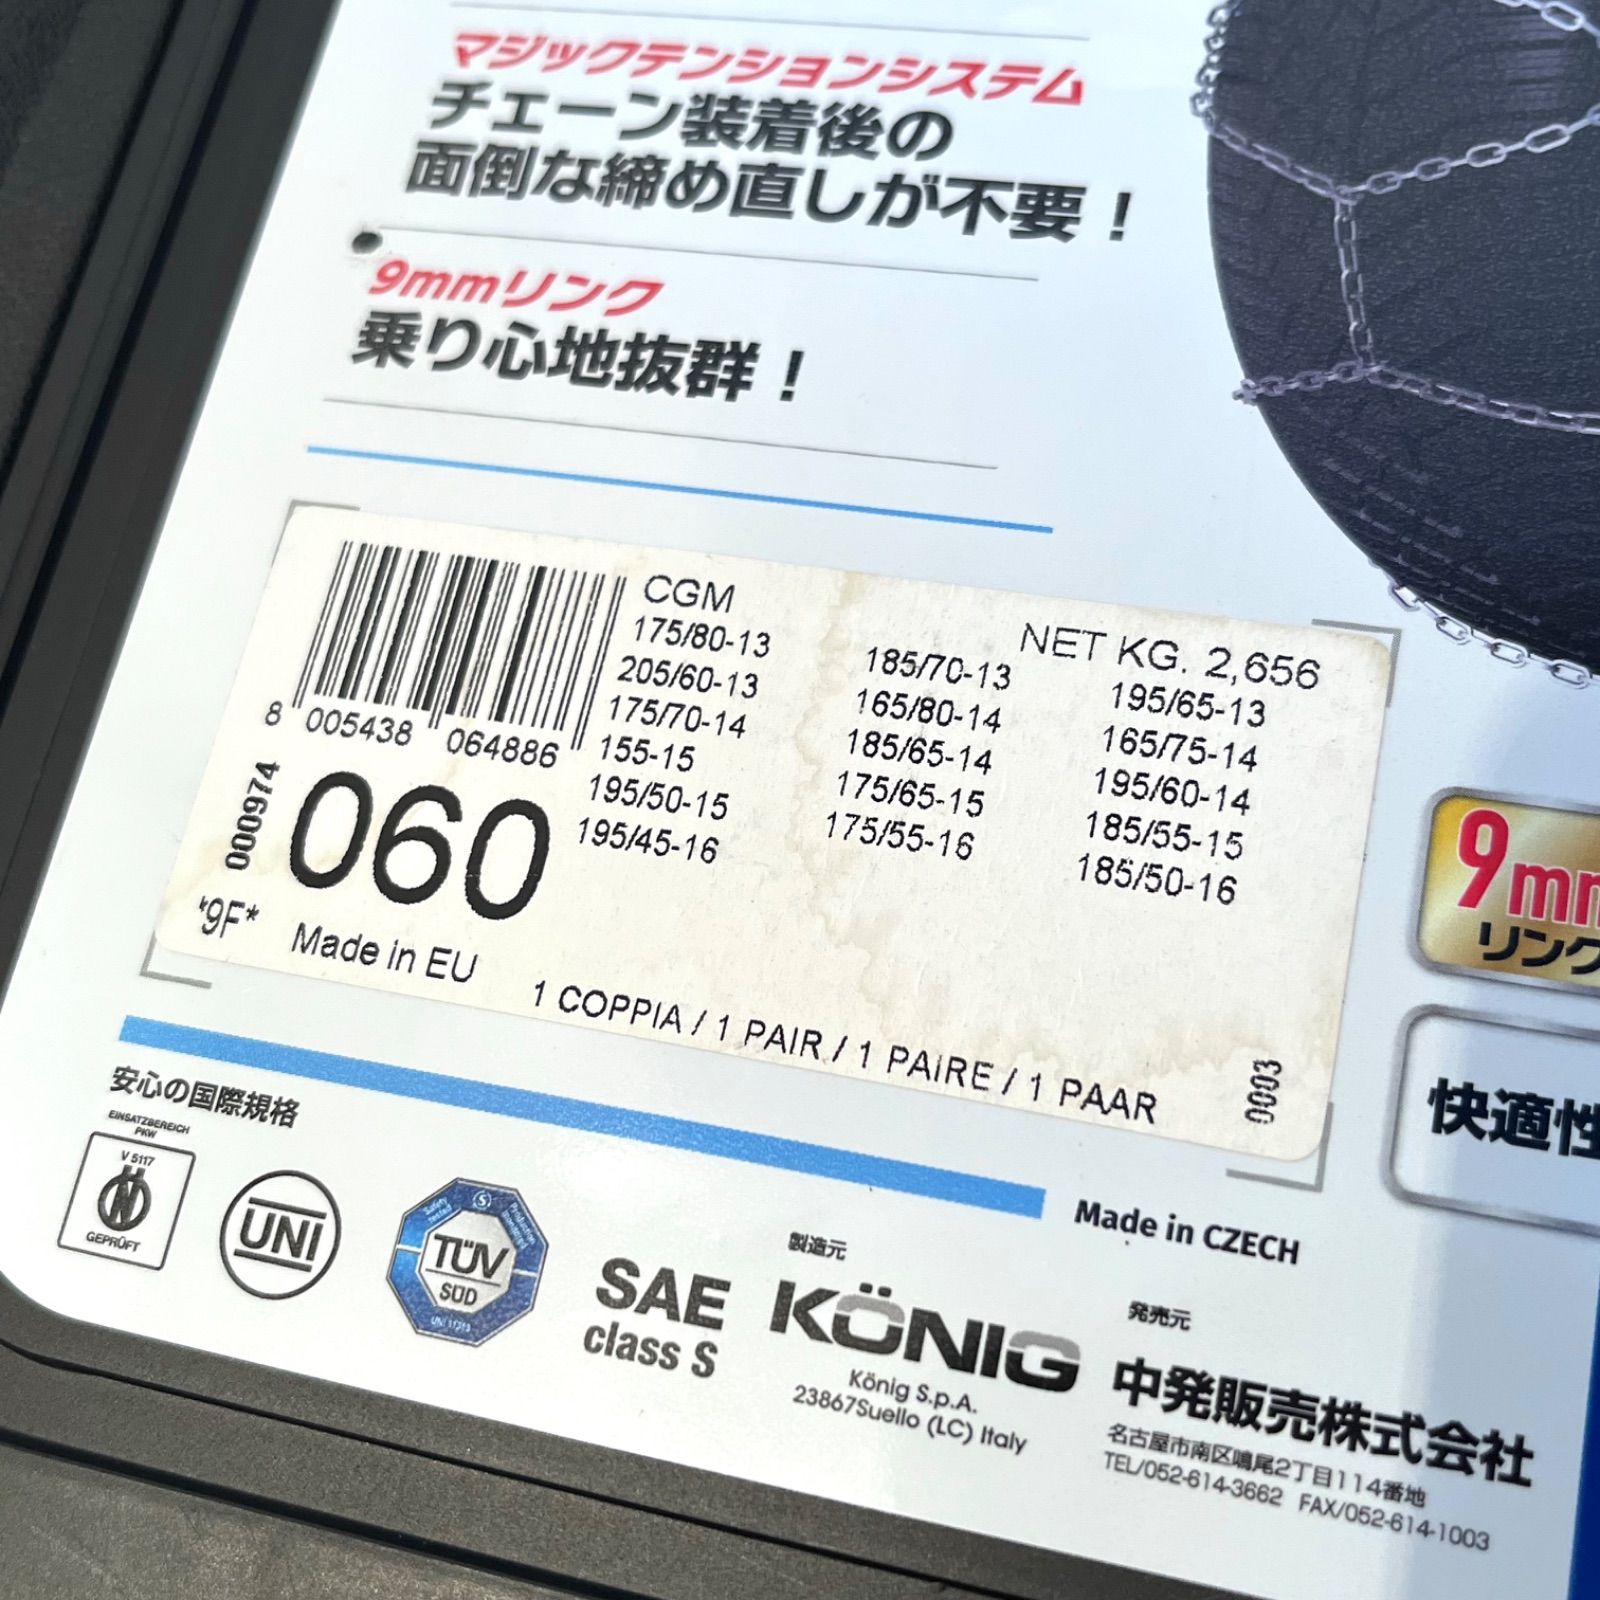 マジックテンションシステム
チェーン装着後の
面倒な締め直しが不要！
9mmリンク
乗り心地抜群！
CGM
NET KG. 2,656
175/80-13 185/70-13 195/65-13
205/60-13 165/80-14 165/75-14
175/70-14 185/65-14 195/60-14
155-15 175/65-15 185/55-15
195/50-15 175/55-16 185/50-16
195/45-16
8 005438 064886
000974
060
*9F*
Made in EU
1 COPPIA / 1 PAIR / 1 PAIRE / 1 PAAR
0003
9mm
リンク
快適性
安心の国際規格
Made in CZECH
EINSATZBEREICH
PKW
V 5117
GEPRÜFT
UNI
Safety tested
Production monitored
TÜV
SÜD
UNI 11313
SAE
class S
製造元
KÖNIG
König S.p.A.
23867Suello (LC) Italy
発売元
中発販売株式会社
名古屋市南区鳴尾2丁目114番地
TEL/052-614-3662 FAX/052-614-1003